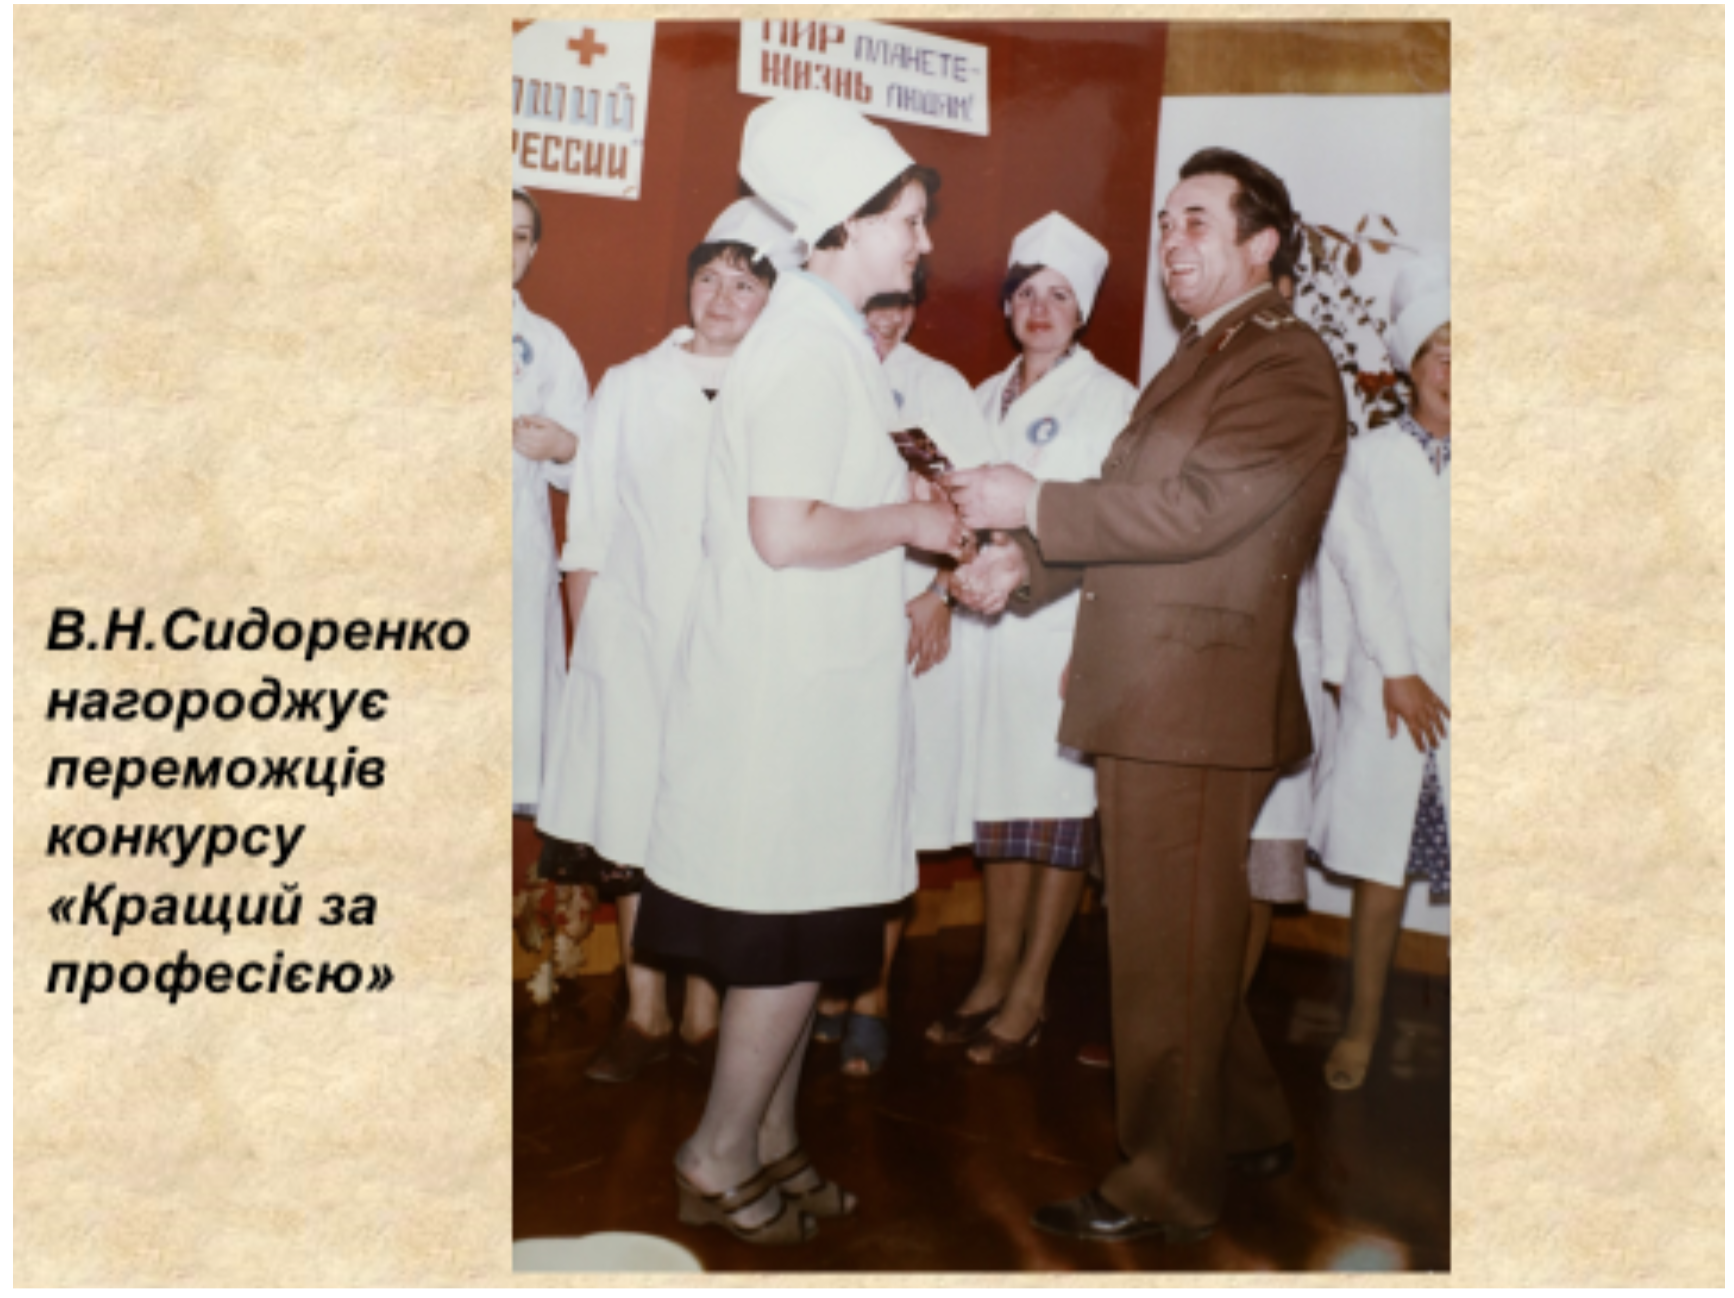 В.Н.Сидоренко
нагороджує
переможців
конкурсу
«Кращий за
професією»
МИР ПЛАНЕТЕ-
ЖИЗНЬ ЛЮДЯМ!